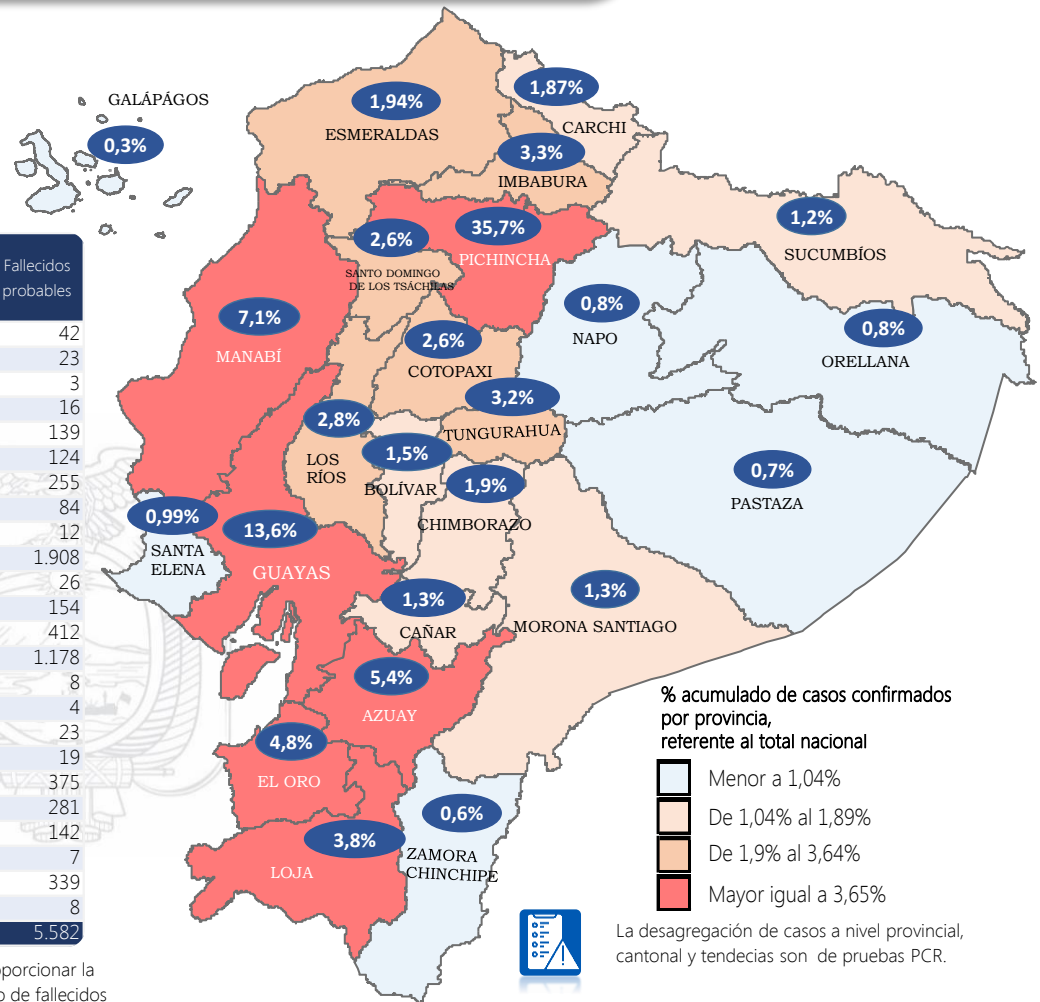 GALÁPÁGOS
0,3%
1,94%
ESMERALDAS
1,87%
CARCHI
3,3%
IMBABURA
1,2%
SUCUMBÍOS
2,6%
SANTO DOMINGO
DE LOS TSÁCHILAS
35,7%
PICHINCHA
0,8%
NAPO
0,8%
ORELLANA
7,1%
MANABÍ
2,6%
COTOPAXI
3,2%
TUNGURAHUA
2,8%
LOS
RÍOS
1,5%
BOLÍVAR
1,9%
CHIMBORAZO
0,7%
PASTAZA
0,99%
SANTA
ELENA
13,6%
GUAYAS
1,3%
CAÑAR
1,3%
MORONA SANTIAGO
5,4%
AZUAY
4,8%
EL ORO
3,8%
LOJA
0,6%
ZAMORA
CHINCHIPE
Fallecidos
probables
42
23
3
16
139
124
255
84
12
1.908
26
154
412
1.178
8
4
23
19
375
281
142
7
339
8
5.582
oporcionar la
o de fallecidos
% acumulado de casos confirmados
por provincia,
referente al total nacional
Menor a 1,04%
De 1,04% al 1,89%
De 1,9% al 3,64%
Mayor igual a 3,65%
La desagregación de casos a nivel provincial,
cantonal y tendecias son de pruebas PCR.